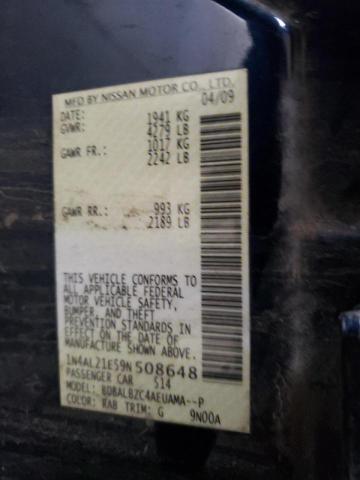 MFD BY NISSAN MOTOR CO., LTD.
DATE: 04/09
GVWR: 1941 KG
4279 LB
GAWR FR.: 1017 KG
2242 LB
GAWR RR.: 993 KG
2189 LB
THIS VEHICLE CONFORMS TO
ALL APPLICABLE FEDERAL
MOTOR VEHICLE SAFETY,
BUMPER, AND THEFT
PREVENTION STANDARDS IN
EFFECT ON THE DATE OF
MANUFACTURE SHOWN ABOVE.
1N4AL21E59N508648
PASSENGER CAR 514
MODEL: BDBALBZC4AEUAMA--P
COLOR: RAB TRIM: G 9N00A